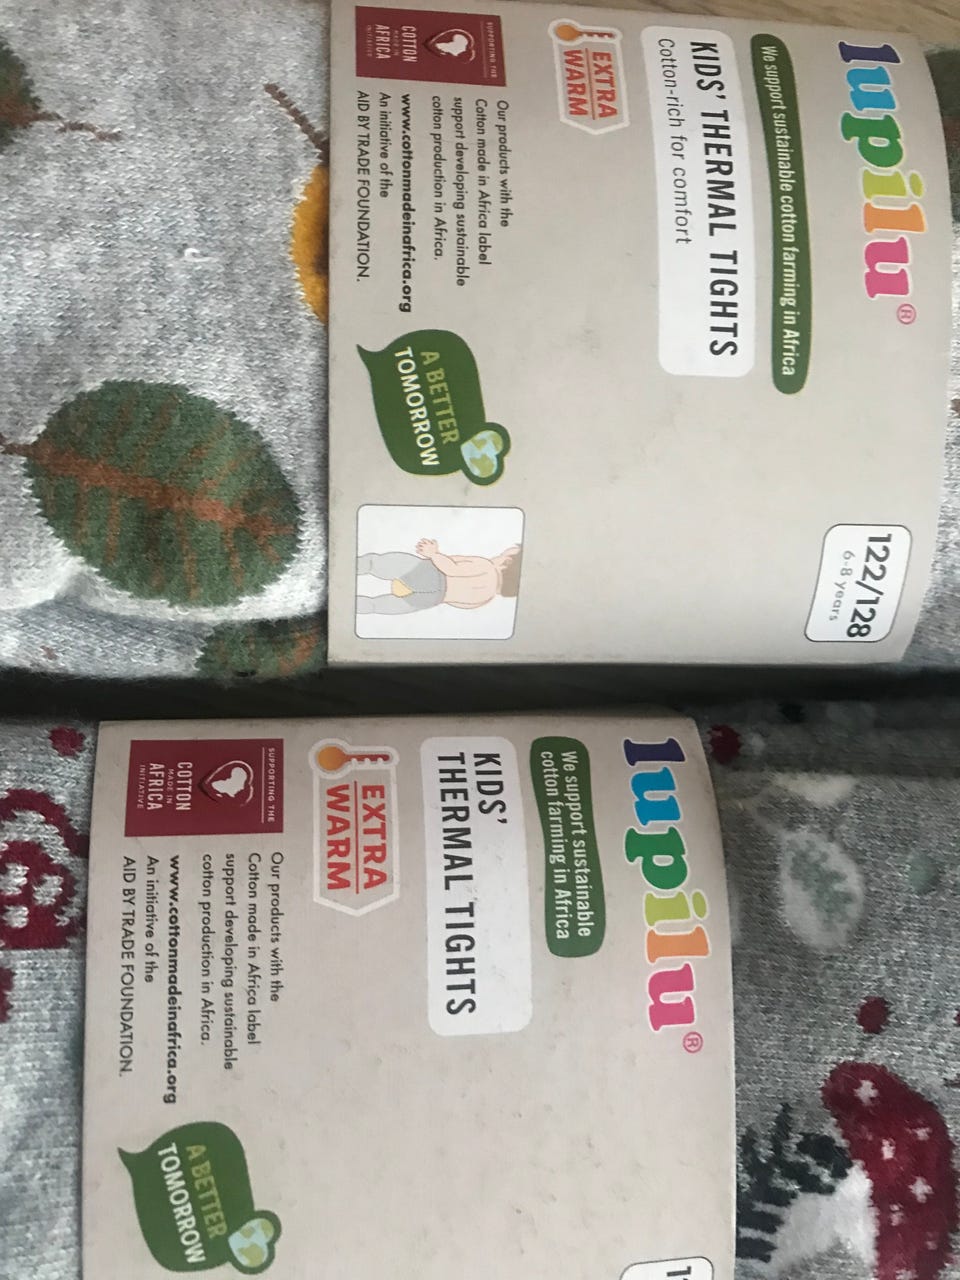 lupilu®
We support sustainable cotton farming in Africa
KIDS' THERMAL TIGHTS
Cotton-rich for comfort
EXTRA
WARM
122/128
6-8 years
SUPPORTING THE
COTTON
MADE IN
AFRICA
INITIATIVE
Our products with the
Cotton made in Africa label
support developing sustainable
cotton production in Africa.
www.cottonmadeinafrica.org
An initiative of the
AID BY TRADE FOUNDATION.
A BETTER
TOMORROW
lupilu®
We support sustainable
cotton farming in Africa
KIDS'
THERMAL TIGHTS
EXTRA
WARM
SUPPORTING THE
COTTON
MADE IN
AFRICA
INITIATIVE
Our products with the
Cotton made in Africa label
support developing sustainable
cotton production in Africa.
www.cottonmadeinafrica.org
An initiative of the
AID BY TRADE FOUNDATION.
A BETTER
TOMORROW